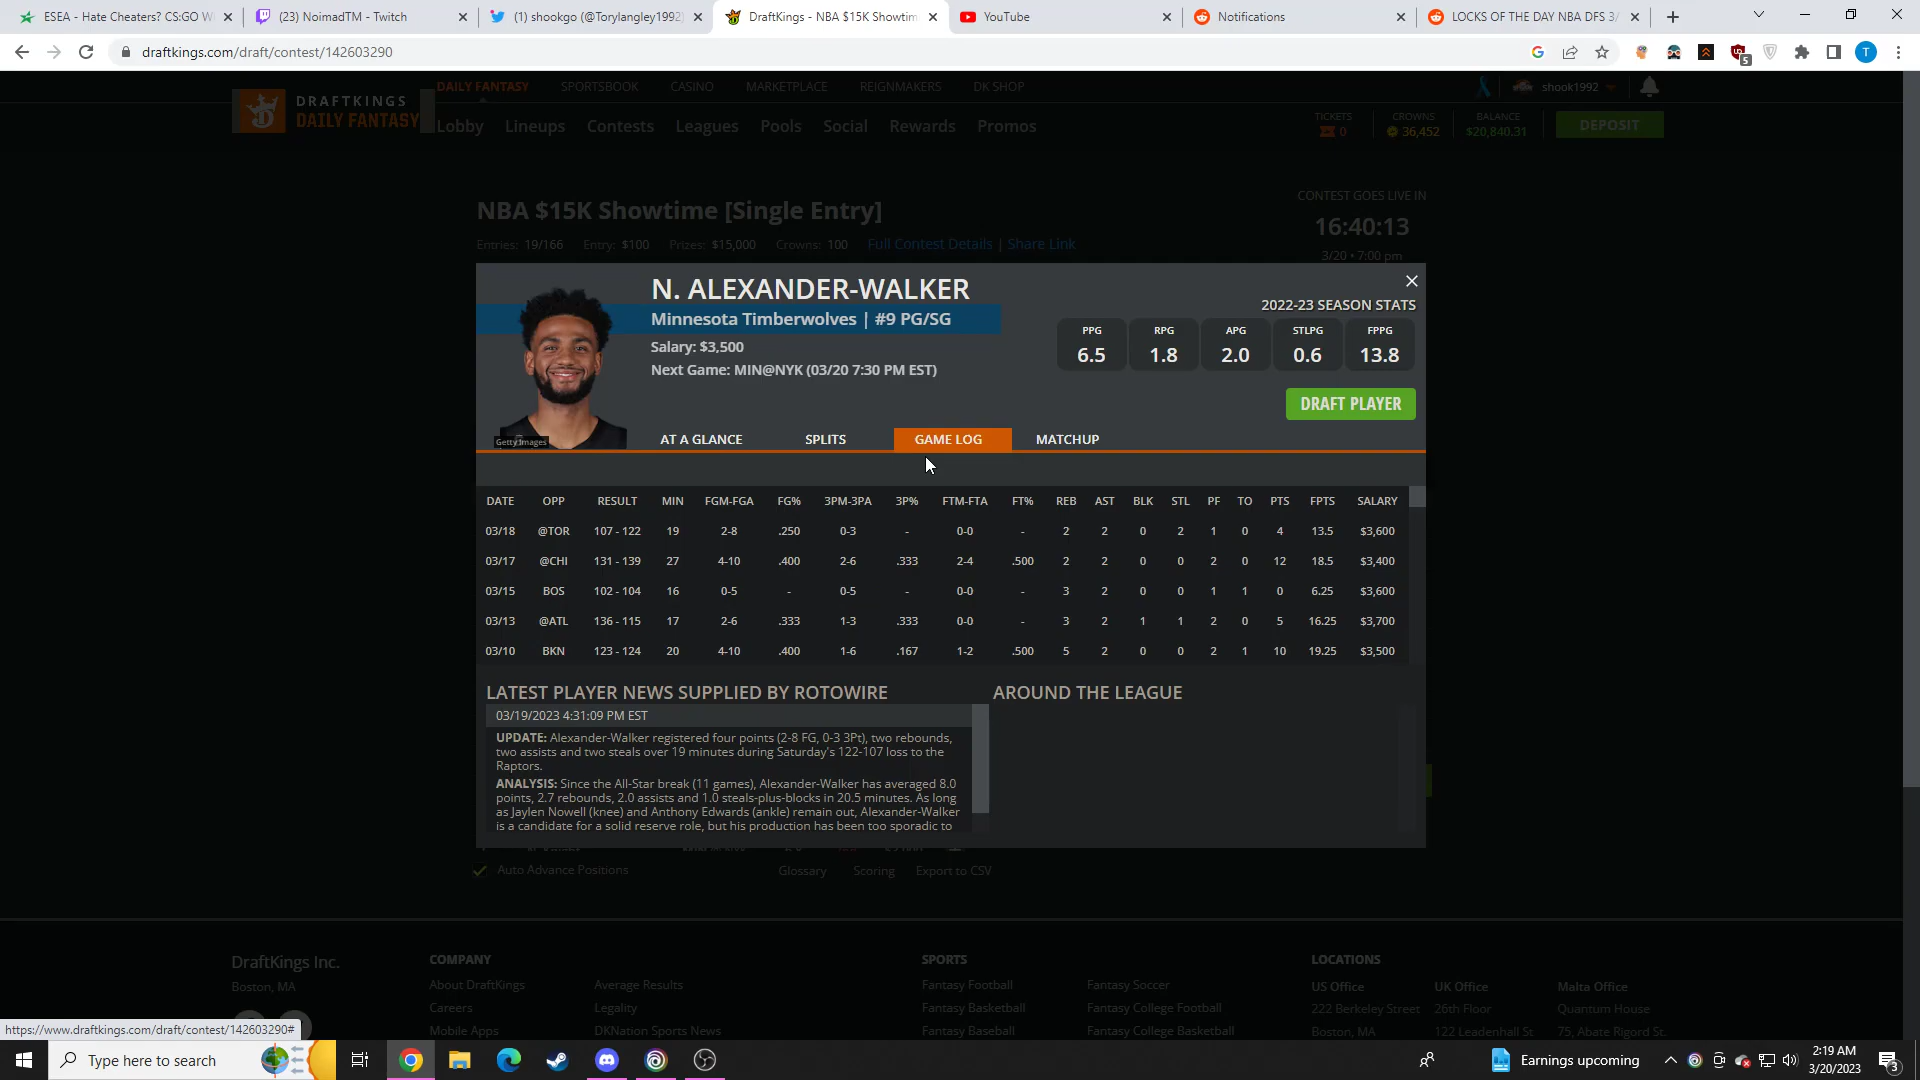 ESEA - Hate Cheaters? CS:GO W
(23) NoimadTM - Twitch
(1) shookgo (@Torylangley1992)
DraftKings - NBA $15K Showtim
YouTube
Notifications
LOCKS OF THE DAY NBA DFS 3/
draftkings.com/draft/contest/142603290
5
T
DRAFTKINGS
DAILY FANTASY
DAILY FANTASY
SPORTSBOOK
CASINO
MARKETPLACE
REIGNMAKERS
DK SHOP
shook1992
Lobby
Lineups
Contests
Leagues
Pools
Social
Rewards
Promos
TICKETS
0
CROWNS
36,452
BALANCE
$20,840.31
DEPOSIT
NBA $15K Showtime [Single Entry]
Entries: 19/166 Entry: $100 Prizes: $15,000 Crowns: 100 Full Contest Details | Share Link
CONTEST GOES LIVE IN
16:40:13
3/20 • 7:00 pm
N. ALEXANDER-WALKER
Minnesota Timberwolves | #9 PG/SG
Salary: $3,500
Next Game: MIN@NYK (03/20 7:30 PM EST)
Getty Images
2022-23 SEASON STATS
PPG RPG APG STLPG FPPG
6.5 1.8 2.0 0.6 13.8
DRAFT PLAYER
AT A GLANCE SPLITS GAME LOG MATCHUP
DATE OPP RESULT MIN FGM-FGA FG% 3PM-3PA 3P% FTM-FTA FT% REB AST BLK STL PF TO PTS FPTS SALARY
03/18 @TOR 107 - 122 19 2-8 .250 0-3 - 0-0 - 2 2 0 2 1 0 4 13.5 $3,600
03/17 @CHI 131 - 139 27 4-10 .400 2-6 .333 2-4 .500 2 2 0 0 2 0 12 18.5 $3,400
03/15 BOS 102 - 104 16 0-5 - 0-5 - 0-0 - 3 2 0 0 1 1 0 6.25 $3,600
03/13 @ATL 136 - 115 17 2-6 .333 1-3 .333 0-0 - 3 2 1 1 2 0 5 16.25 $3,700
03/10 BKN 123 - 124 20 4-10 .400 1-6 .167 1-2 .500 5 2 0 0 2 1 10 19.25 $3,500
LATEST PLAYER NEWS SUPPLIED BY ROTOWIRE
03/19/2023 4:31:09 PM EST
UPDATE: Alexander-Walker registered four points (2-8 FG, 0-3 3Pt), two rebounds,
two assists and two steals over 19 minutes during Saturday's 122-107 loss to the
Raptors.
ANALYSIS: Since the All-Star break (11 games), Alexander-Walker has averaged 8.0
points, 2.7 rebounds, 2.0 assists and 1.0 steals-plus-blocks in 20.5 minutes. As long
as Jaylen Nowell (knee) and Anthony Edwards (ankle) remain out, Alexander-Walker
is a candidate for a solid reserve role, but his production has been too sporadic to
AROUND THE LEAGUE
Auto Advance Positions
Glossary
Scoring
Export to CSV
DraftKings Inc.
Boston, MA
COMPANY
About DraftKings
Careers
Mobile Apps
Average Results
Legality
DKNation Sports News
SPORTS
Fantasy Football
Fantasy Basketball
Fantasy Baseball
Fantasy Soccer
Fantasy College Football
Fantasy College Basketball
LOCATIONS
US Office
222 Berkeley Street
Boston, MA
UK Office
26th Floor
122 Leadenhall St.
Malta Office
Quantum House
75, Abate Rigord St.
https://www.draftkings.com/draft/contest/142603290#
Type here to search
Earnings upcoming
2:19 AM
3/20/2023
3